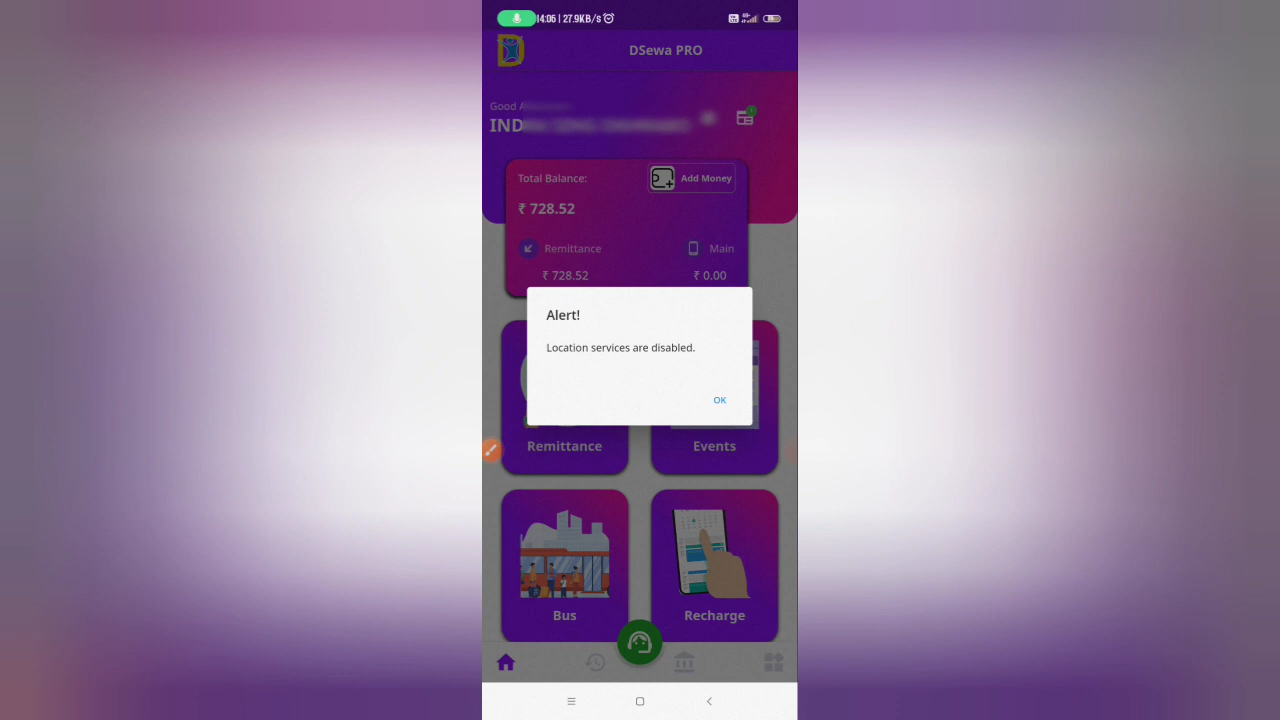 14:06 | 27.9KB/s
DSewa PRO
Good
IND
Total Balance:
Add Money
₹ 728.52
Remittance
Main
₹ 728.52
₹ 0.00
Alert!
Location services are disabled.
OK
Remittance
Events
Bus
Recharge